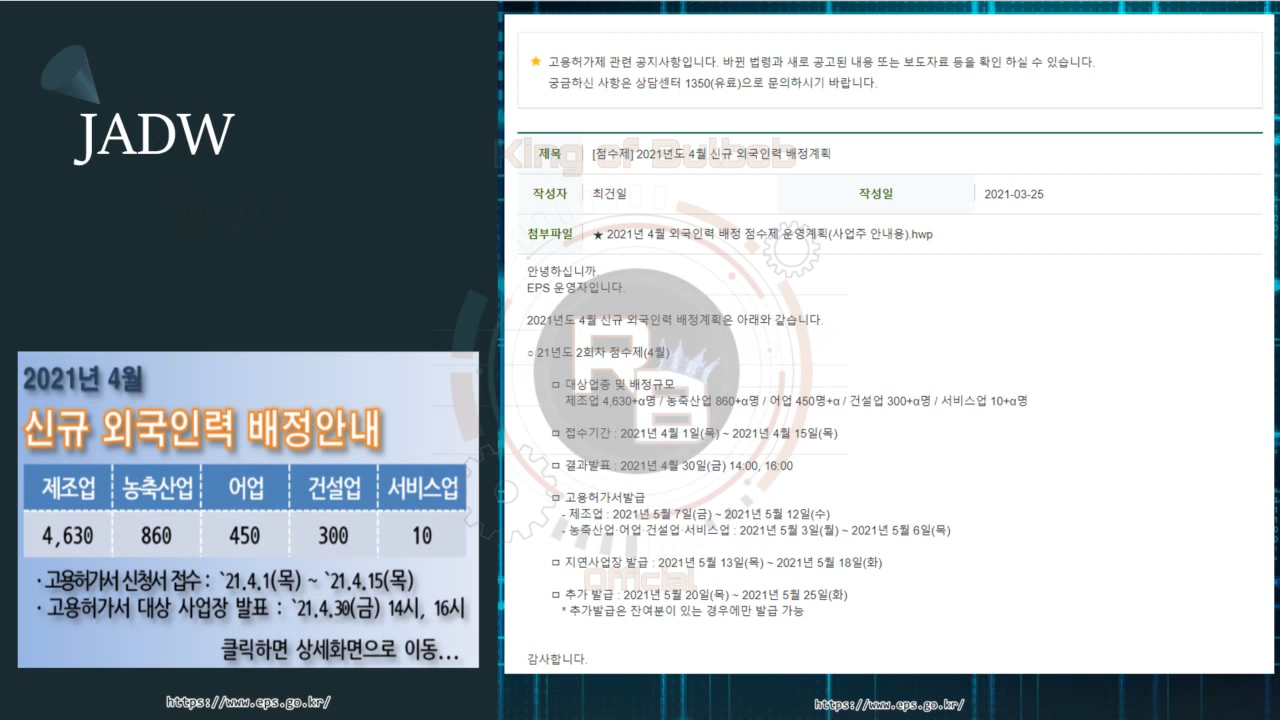 JADW
2021년 4월
신규 외국인력 배정안내
제조업 농축산업 어업 건설업 서비스업
4,630 860 450 300 10
· 고용허가서 신청서 접수 : `21.4.1(목) ~ `21.4.15(목)
· 고용허가서 대상 사업장 발표 : `21.4.30(금) 14시, 16시
클릭하면 상세화면으로 이동...
https://www.eps.go.kr/
★ 고용허가제 관련 공지사항입니다. 바뀐 법령과 새로 공고된 내용 또는 보도자료 등을 확인 하실 수 있습니다.
궁금하신 사항은 상담센터 1350(유료)으로 문의하시기 바랍니다.
King of Bulbob
제목 [점수제] 2021년도 4월 신규 외국인력 배정계획
작성자 최건일 작성일 2021-03-25
첨부파일 ★ 2021년 4월 외국인력 배정 점수제 운영계획(사업주 안내용).hwp
안녕하십니까.
EPS 운영자입니다.
2021년도 4월 신규 외국인력 배정계획은 아래와 같습니다.
○ 21년도 2회차 점수제(4월)
ㅁ 대상업종 및 배정규모
제조업 4,630+α명 / 농축산업 860+α명 / 어업 450명+α / 건설업 300+α명 / 서비스업 10+α명
ㅁ 접수기간 : 2021년 4월 1일(목) ~ 2021년 4월 15일(목)
ㅁ 결과발표 : 2021년 4월 30일(금) 14:00, 16:00
ㅁ 고용허가서발급
- 제조업 : 2021년 5월 7일(금) ~ 2021년 5월 12일(수)
- 농축산업·어업·건설업·서비스업 : 2021년 5월 3일(월) ~ 2021년 5월 6일(목)
ㅁ 지연사업장 발급 : 2021년 5월 13일(목) ~ 2021년 5월 18일(화)
Official
ㅁ 추가 발급 : 2021년 5월 20일(목) ~ 2021년 5월 25일(화)
* 추가발급은 잔여분이 있는 경우에만 발급 가능
감사합니다.
https://www.eps.go.kr/